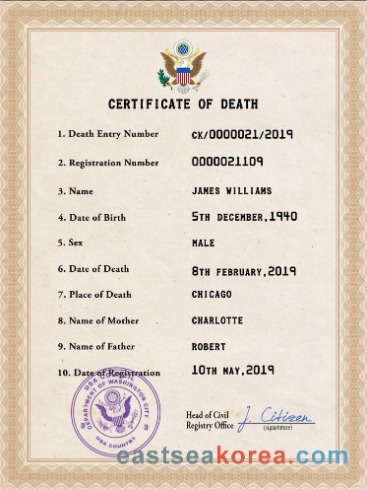 CERTIFICATE OF DEATH
1. Death Entry Number CK/0000021/2019
2. Registration Number 0000021109
3. Name JAMES WILLIAMS
4. Date of Birth 5TH DECEMBER,1940
5. Sex MALE
6. Date of Death 8TH FEBRUARY,2019
7. Place of Death CHICAGO
8. Name of Mother CHARLOTTE
9. Name of Father ROBERT
10. Date of Registration 10TH MAY,2019
DEPARTMENT OF WASHINGTON CITY
USA COUNTRY
Head of Civil
Registry Office J. Citizen
(signature)
eastseakorea.com